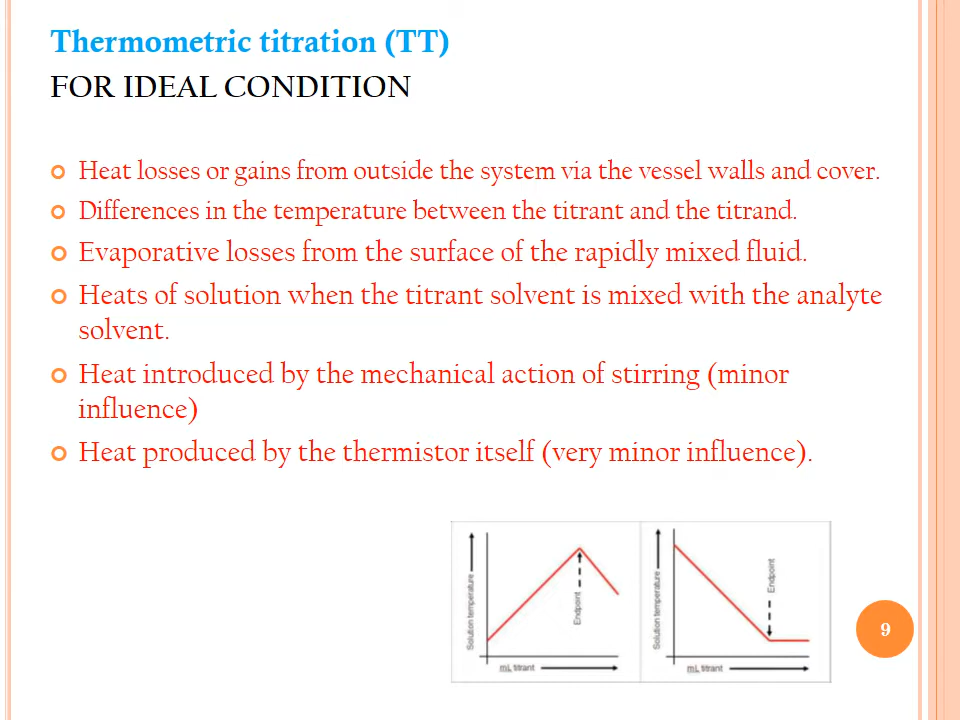 Thermometric titration (TT)
FOR IDEAL CONDITION
Heat losses or gains from outside the system via the vessel walls and cover.
Differences in the temperature between the titrant and the titrand.
Evaporative losses from the surface of the rapidly mixed fluid.
Heats of solution when the titrant solvent is mixed with the analyte
solvent.
Heat introduced by the mechanical action of stirring (minor
influence)
Heat produced by the thermistor itself (very minor influence).
Solution temperature
Endpoint
mL titrant
Solution temperature
Endpoint
mL titrant
9